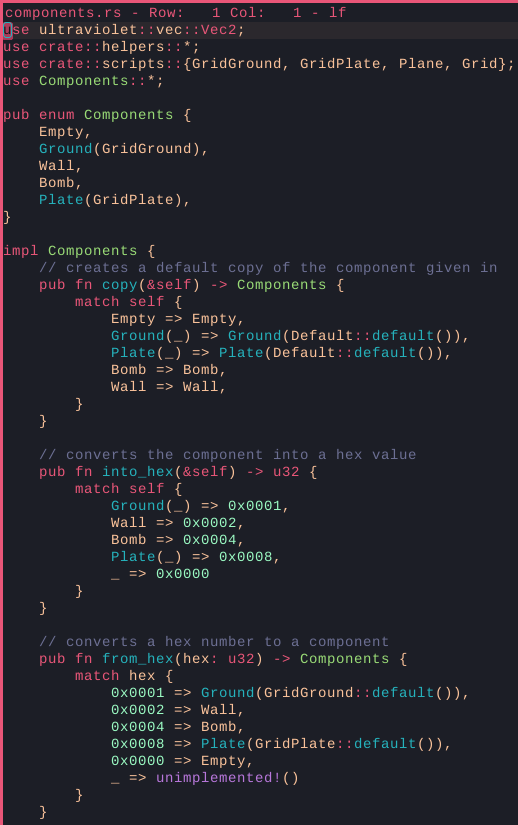 components.rs - Row:   1 Col:   1 - lf
use ultraviolet::vec::Vec2;
use crate::helpers::*;
use crate::scripts::{GridGround, GridPlate, Plane, Grid};
use Components::*;

pub enum Components {
    Empty,
    Ground(GridGround),
    Wall,
    Bomb,
    Plate(GridPlate),
}

impl Components {
    // creates a default copy of the component given in
    pub fn copy(&self) -> Components {
        match self {
            Empty => Empty,
            Ground(_) => Ground(Default::default()),
            Plate(_) => Plate(Default::default()),
            Bomb => Bomb,
            Wall => Wall,
        }
    }

    // converts the component into a hex value
    pub fn into_hex(&self) -> u32 {
        match self {
            Ground(_) => 0x0001,
            Wall => 0x0002,
            Bomb => 0x0004,
            Plate(_) => 0x0008,
            _ => 0x0000
        }
    }

    // converts a hex number to a component
    pub fn from_hex(hex: u32) -> Components {
        match hex {
            0x0001 => Ground(GridGround::default()),
            0x0002 => Wall,
            0x0004 => Bomb,
            0x0008 => Plate(GridPlate::default()),
            0x0000 => Empty,
            _ => unimplemented!()
        }
    }